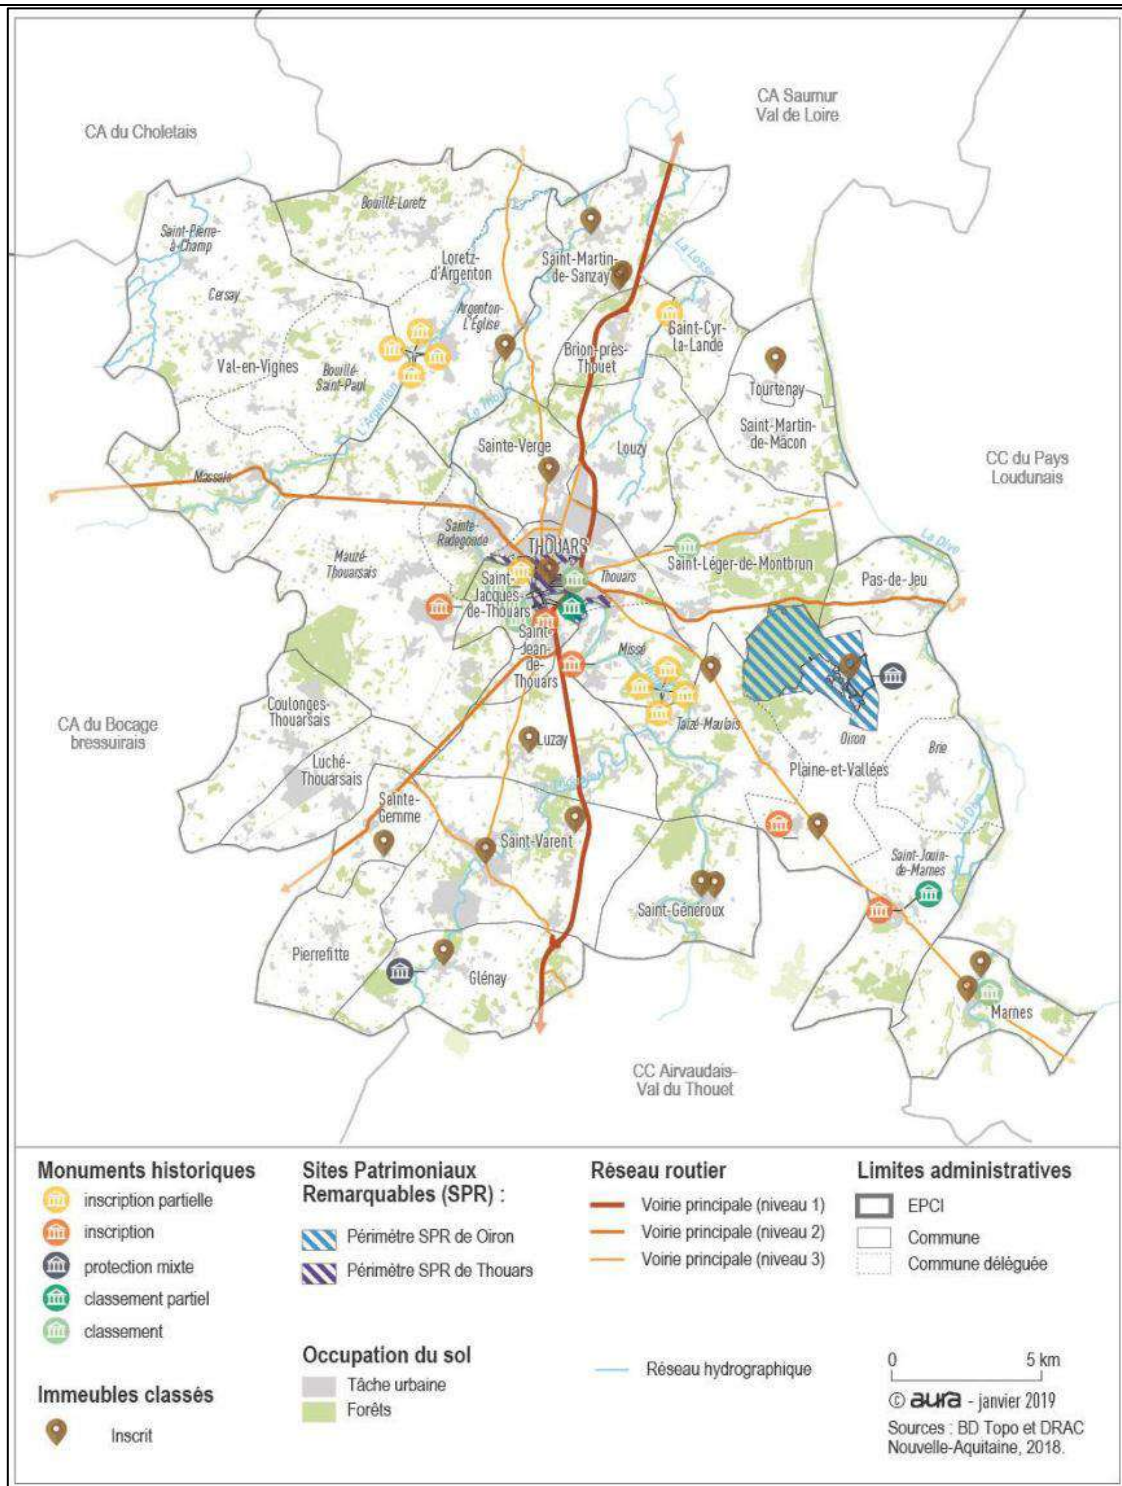 CA Saumur
Val de Loire
CA du Choletais
Bouillé-Loretz
Saint-Pierre-
à-Champ
Loretz-
d'Argenton
Saint-Martin-
de-Sanzay
La Losse
Cersay
Argenton-
L'Église
Saint-Cyr-
la-Lande
Brion-près-
Thouet
Val-en-Vignes
Bouillé-
Saint-Paul
Tourtenay
L'Argenton
Le Thouet
Saint-Martin-
de-Mâcon
Sainte-Verge
Louzy
CC du Pays
Loudunais
Massais
Sainte-
Radegonde
La Dive
THOUARS
Mauzé-
Thouarsais
Saint-Léger-de-Montbrun
Thouars
Pas-de-Jeu
Saint-
Jacques-
de-Thouars
Saint-
Jean-
de-
Thouars
Missé
Coulonges-
Thouarsais
CA du Bocage
bressuirais
Taizé-Maulais
Luzay
Oiron
Brie
Luché-
Thouarsais
Plaine-et-Vallées
Sainte-
Gemme
Saint-Varent
Saint-Jouin-
de-Marnes
Saint-Généroux
Pierrefitte
Glénay
Marnes
CC Airvaudais-
Val du Thouet
Monuments historiques
inscription partielle
inscription
protection mixte
classement partiel
classement
Immeubles classés
Inscrit
Sites Patrimoniaux
Remarquables (SPR) :
Périmètre SPR de Oiron
Périmètre SPR de Thouars
Occupation du sol
Tâche urbaine
Forêts
Réseau routier
Voirie principale (niveau 1)
Voirie principale (niveau 2)
Voirie principale (niveau 3)
Réseau hydrographique
Limites administratives
EPCI
Commune
Commune déléguée
0 5 km
© aura - janvier 2019
Sources : BD Topo et DRAC
Nouvelle-Aquitaine, 2018.